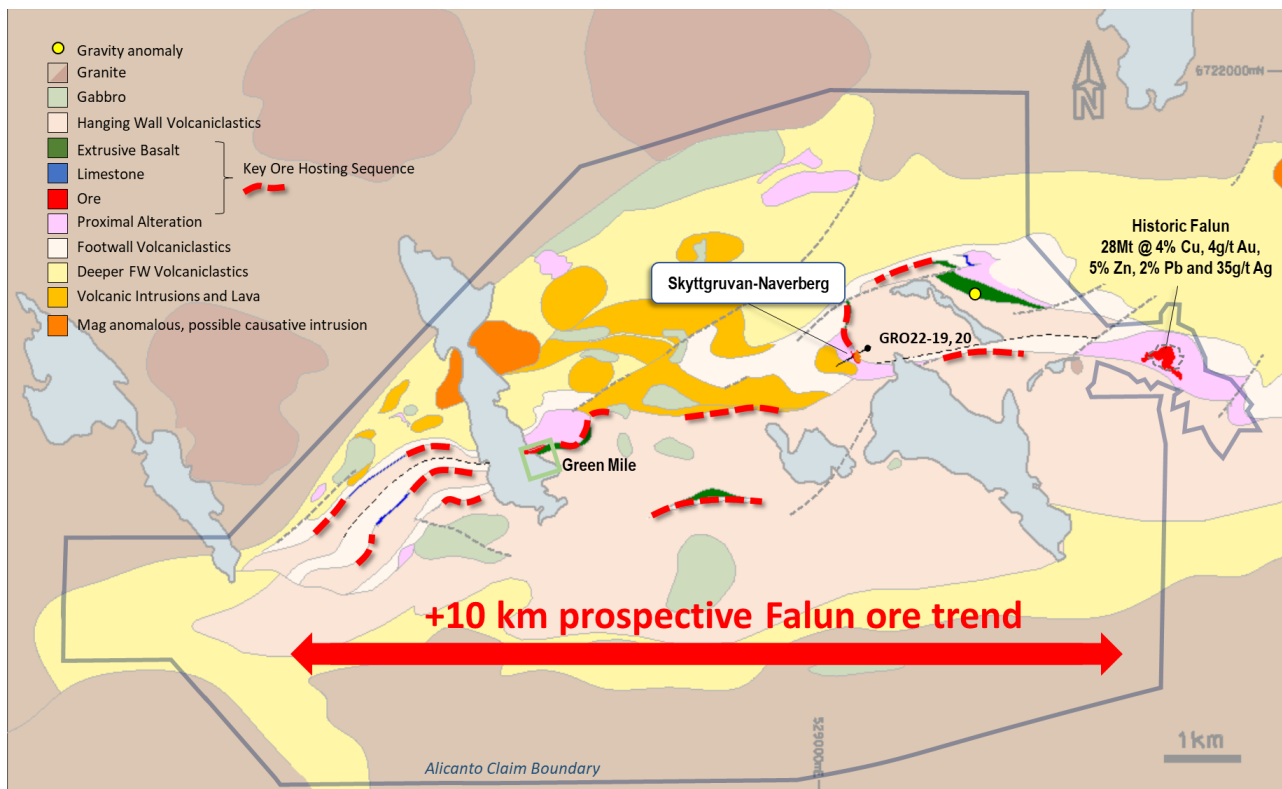 Gravity anomaly
Granite
Gabbro
Hanging Wall Volcaniclastics
Extrusive Basalt
Limestone
Key Ore Hosting Sequence
Ore
Proximal Alteration
Footwall Volcaniclastics
Deeper FW Volcaniclastics
Volcanic Intrusions and Lava
Mag anomalous, possible causative intrusion
6722000mN
N
Historic Falun
28Mt @ 4% Cu, 4g/t Au,
5% Zn, 2% Pb and 35g/t Ag
Skyttgruvan-Naverberg
GRO22-19, 20
Green Mile
+10 km prospective Falun ore trend
529000mE
1km
Alicanto Claim Boundary